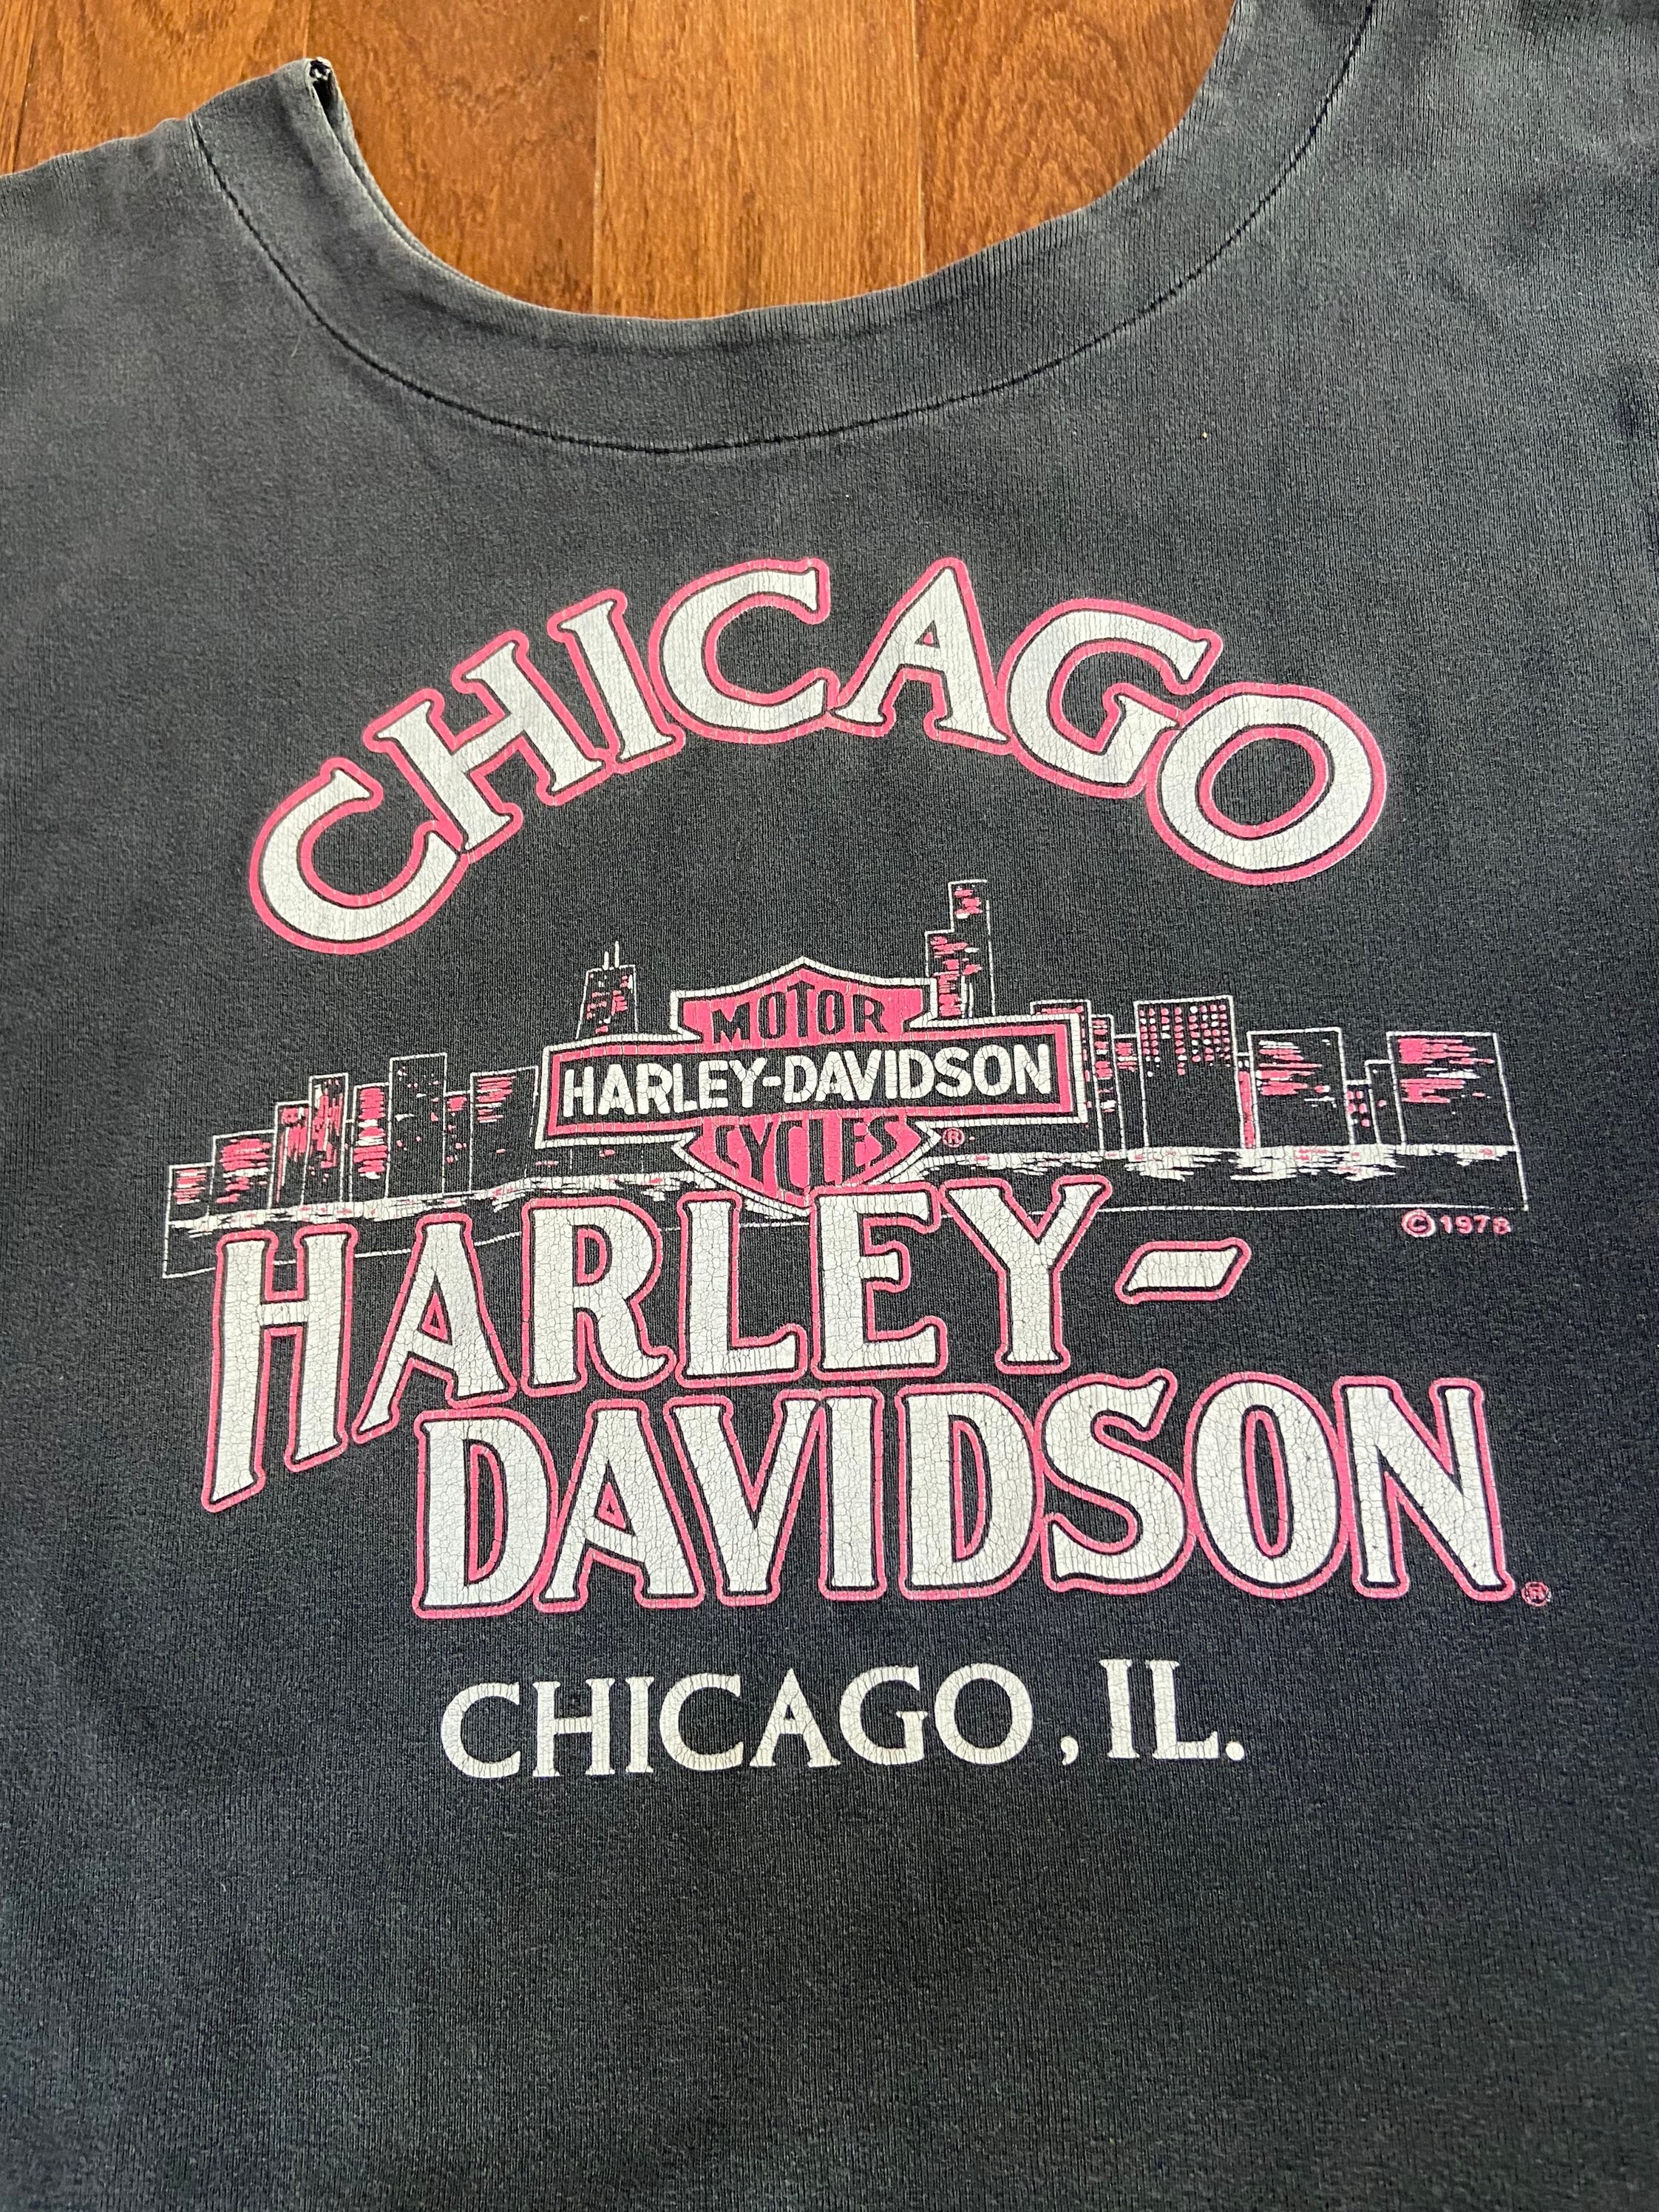 CHICAGO
MOTOR
HARLEY-DAVIDSON
CYCLES ®
© 1978
HARLEY-
DAVIDSON ®
CHICAGO, IL.